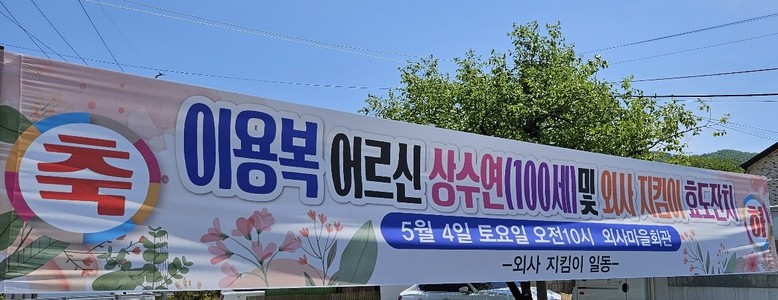 축 이용복 어르신 상수연(100세)및 외사 지킴이 효도잔치 하
5월 4일 토요일 오전10시 외사마을회관
-외사 지킴이 일동-